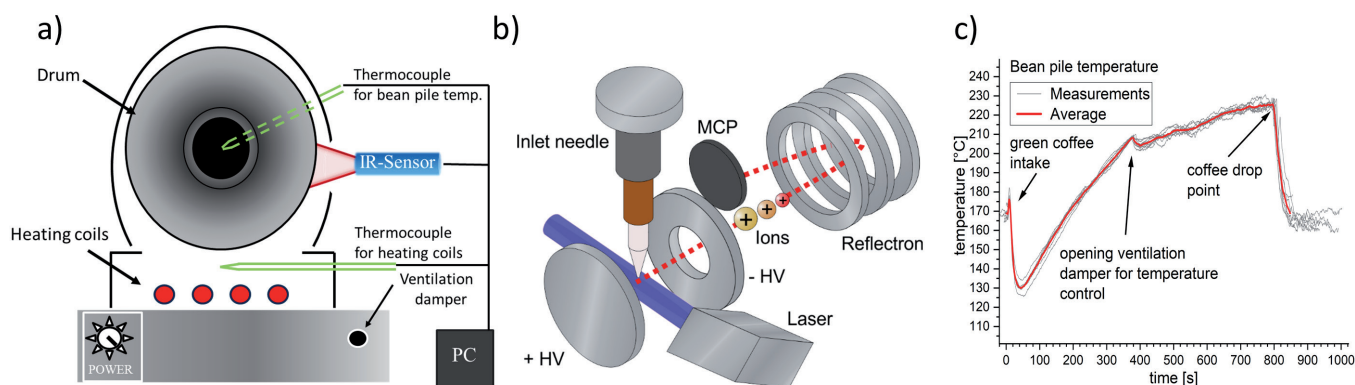 a)
Drum
Thermocouple
for bean pile temp.
IR-Sensor
Heating coils
Thermocouple
for heating coils
Ventilation
damper
POWER
PC
b)
Inlet needle
MCP
+
+
+
Ions
Reflectron
- HV
Laser
+ HV
c)
Bean pile temperature
Measurements
Average
green coffee
intake
coffee drop
point
opening ventilation
damper for temperature
control
temperature [°C]
230
220
210
200
190
180
170
160
150
140
130
120
110
0
100
200
300
400
500
600
700
800
900
1000
time [s]